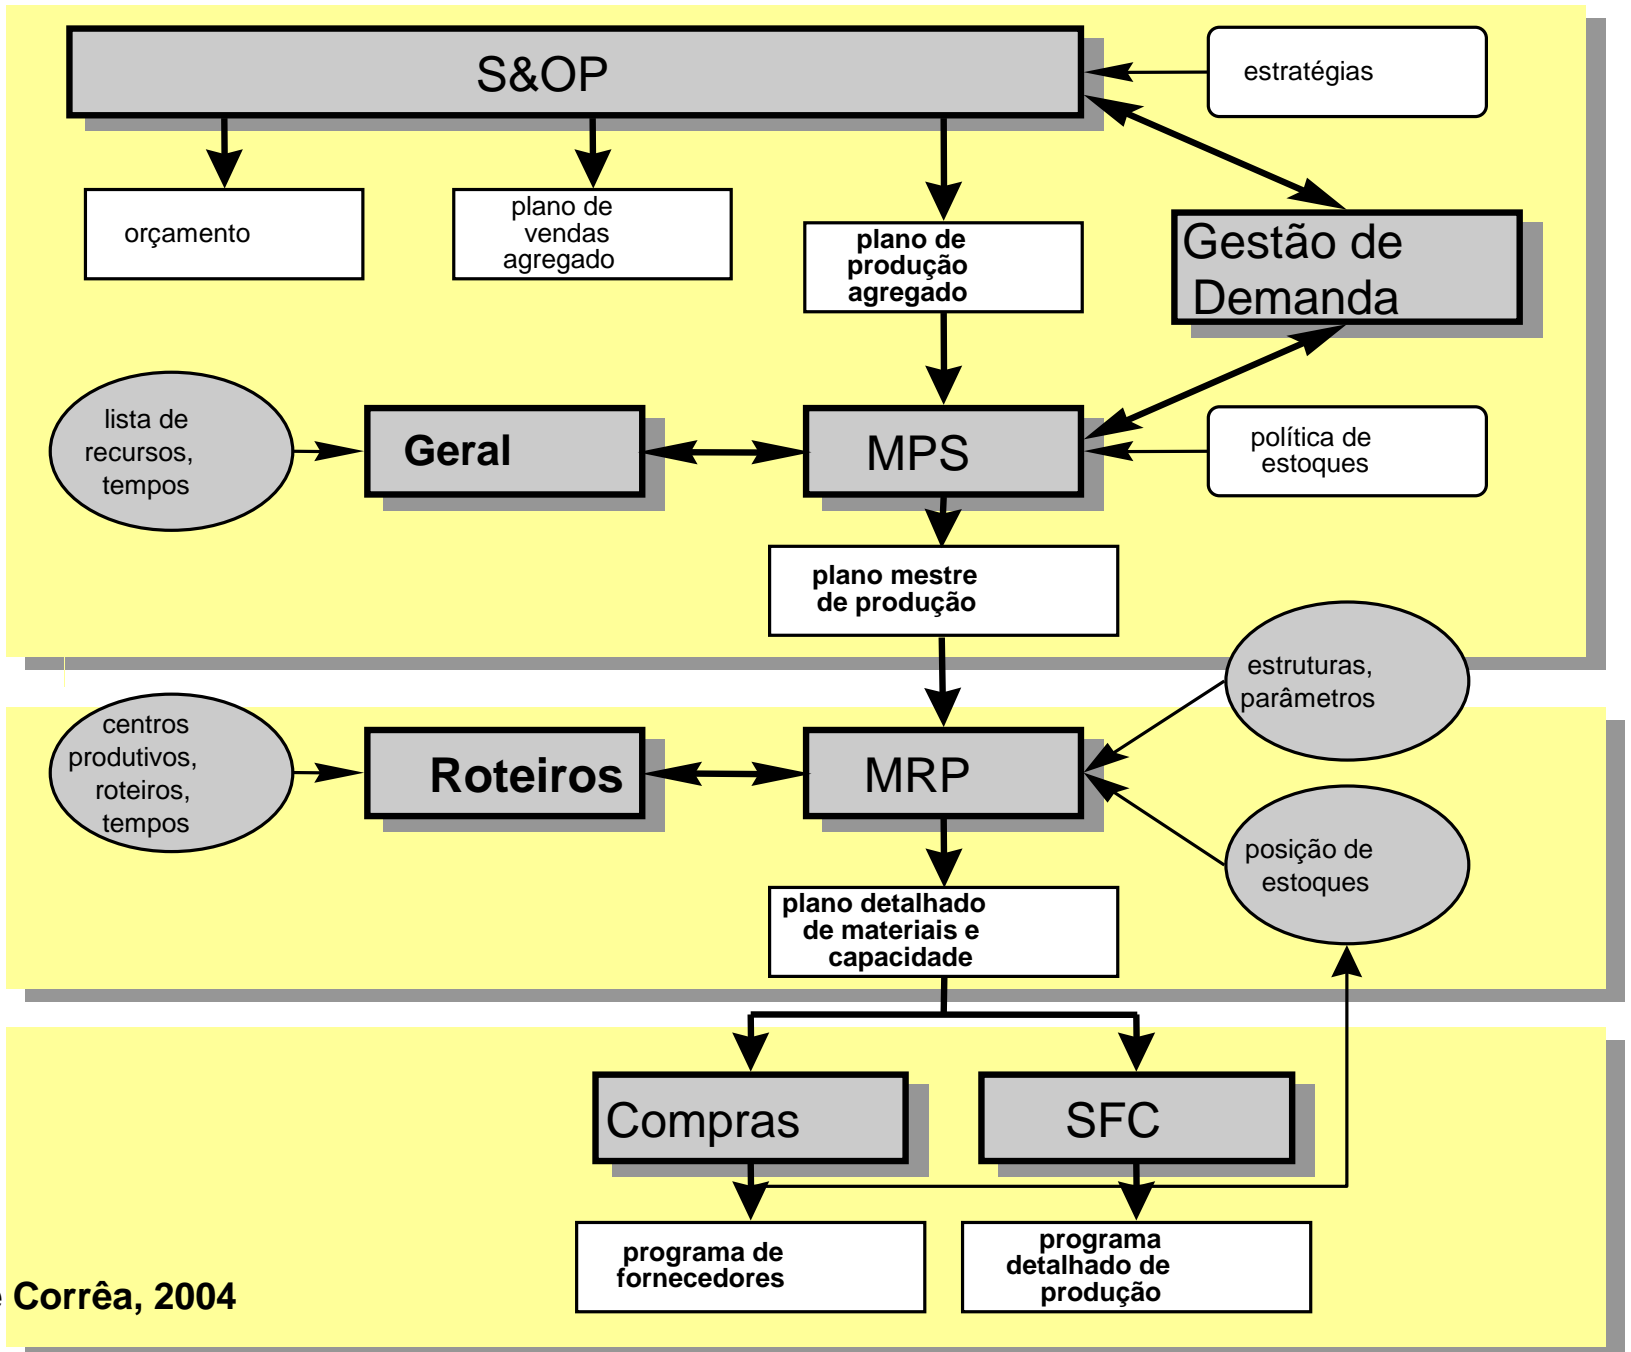 S&OP
estratégias
orçamento
plano de
vendas
agregado
plano de
produção
agregado
Gestão de
Demanda
lista de
recursos,
tempos
Geral
MPS
política de
estoques
plano mestre
de produção
estruturas,
parâmetros
centros
produtivos,
roteiros,
tempos
Roteiros
MRP
posição de
estoques
plano detalhado
de materiais e
capacidade
Compras
SFC
programa de
fornecedores
programa
detalhado de
produção
Corrêa, 2004